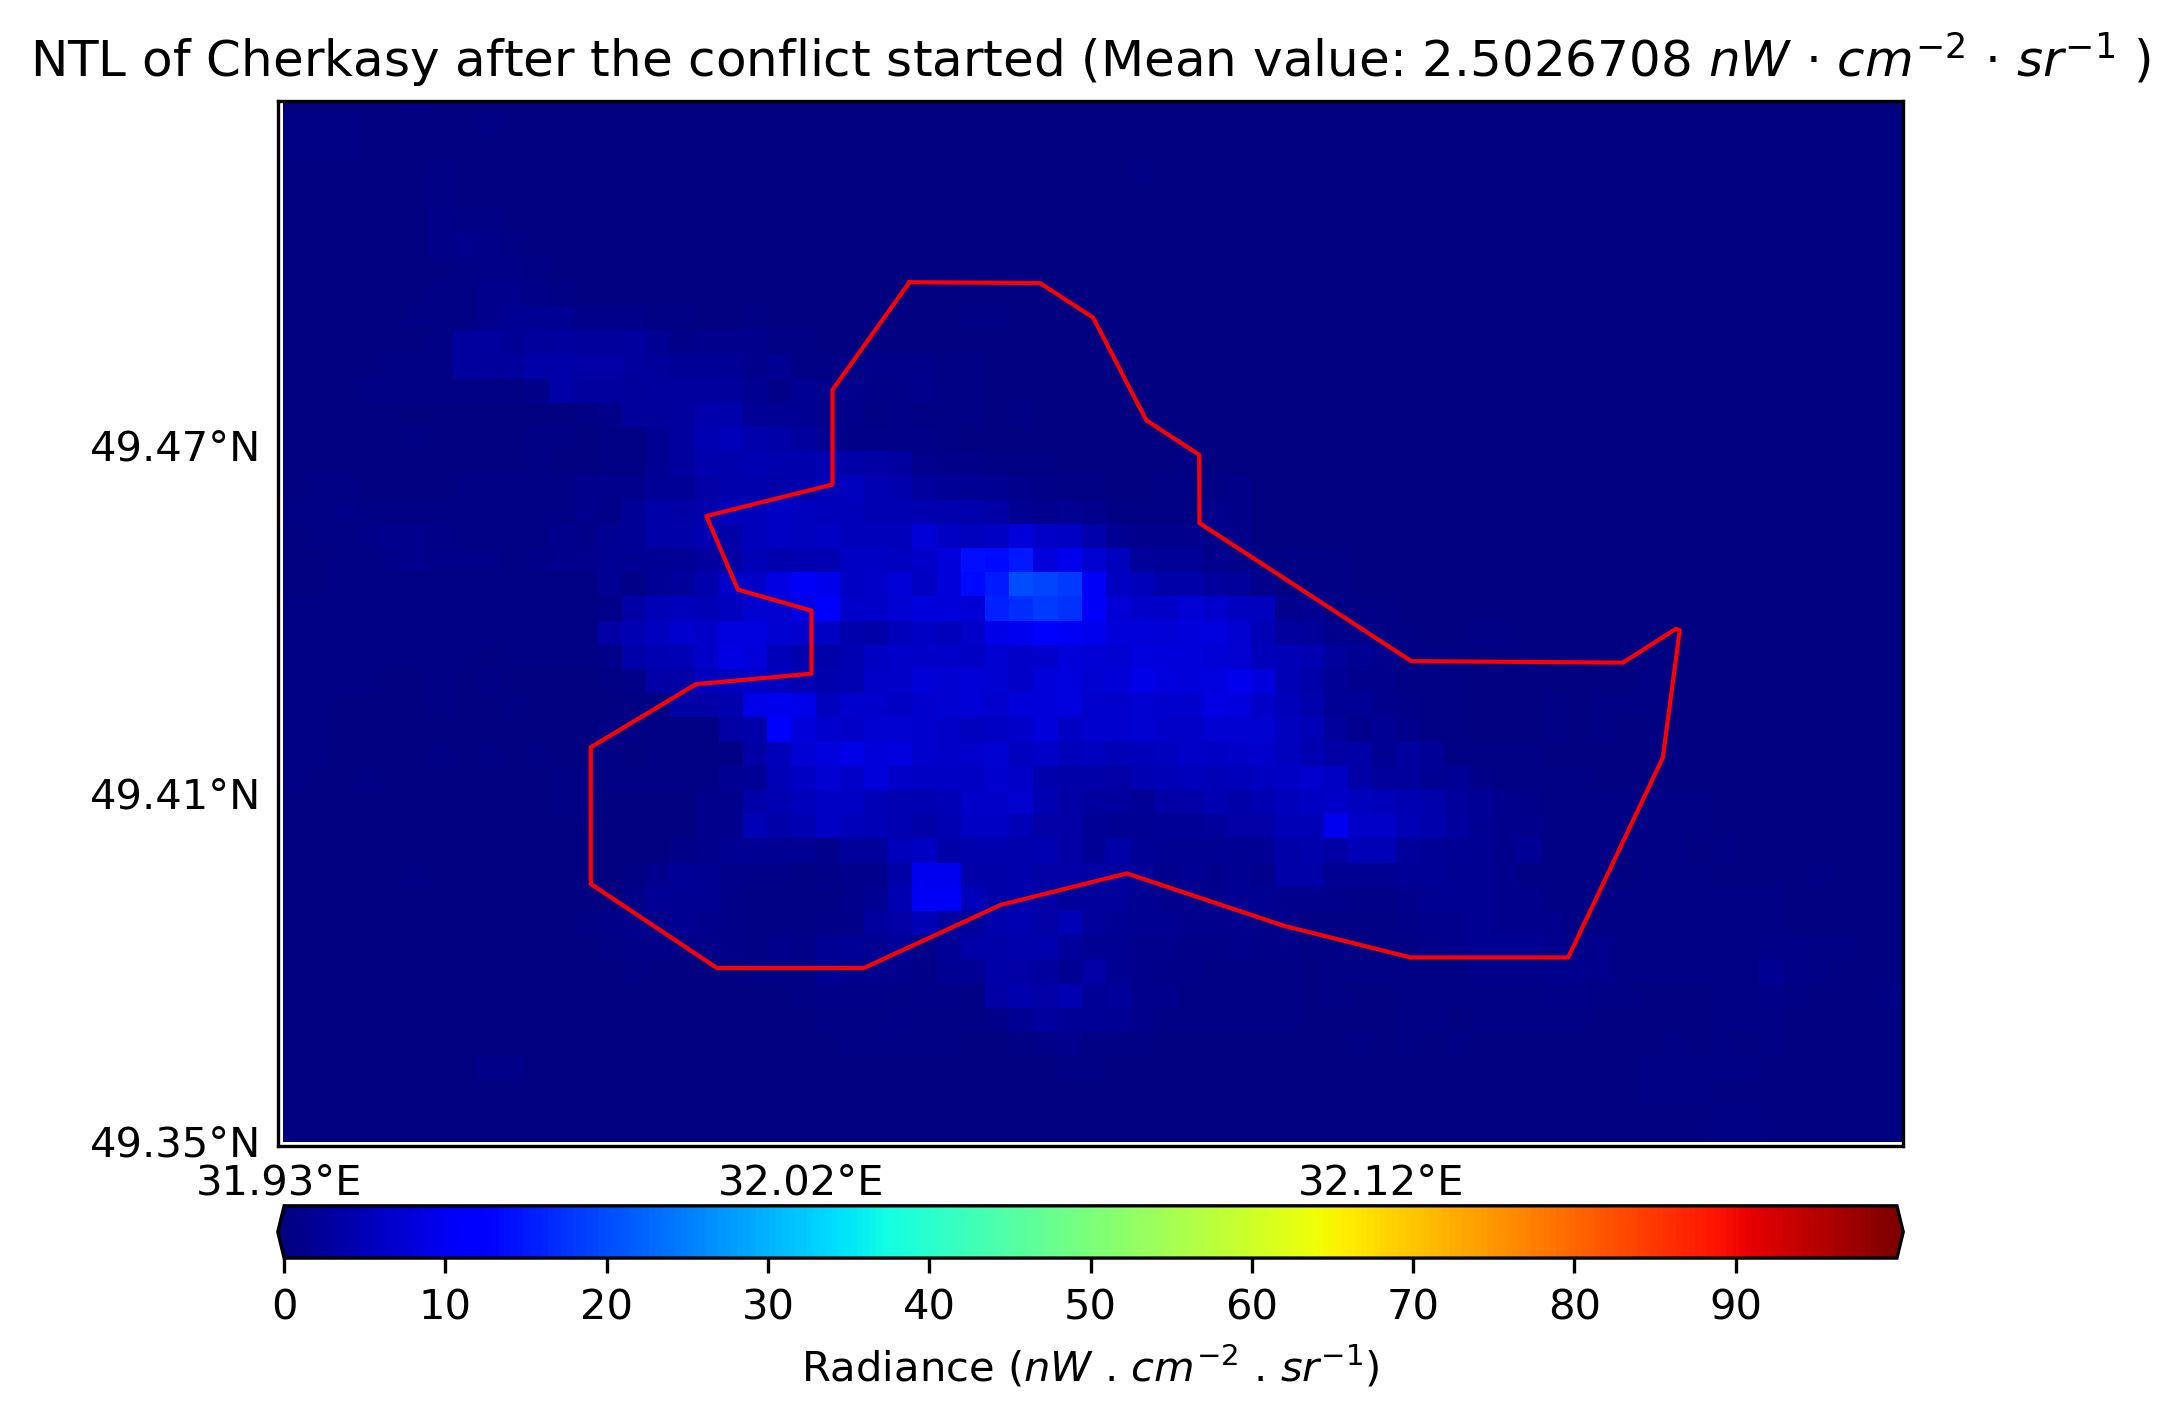 NTL of Cherkasy after the conflict started (Mean value: 2.5026708 nW · cm⁻² · sr⁻¹ )
49.47°N
49.41°N
49.35°N
31.93°E 32.02°E 32.12°E
0 10 20 30 40 50 60 70 80 90
Radiance (nW . cm⁻² . sr⁻¹)